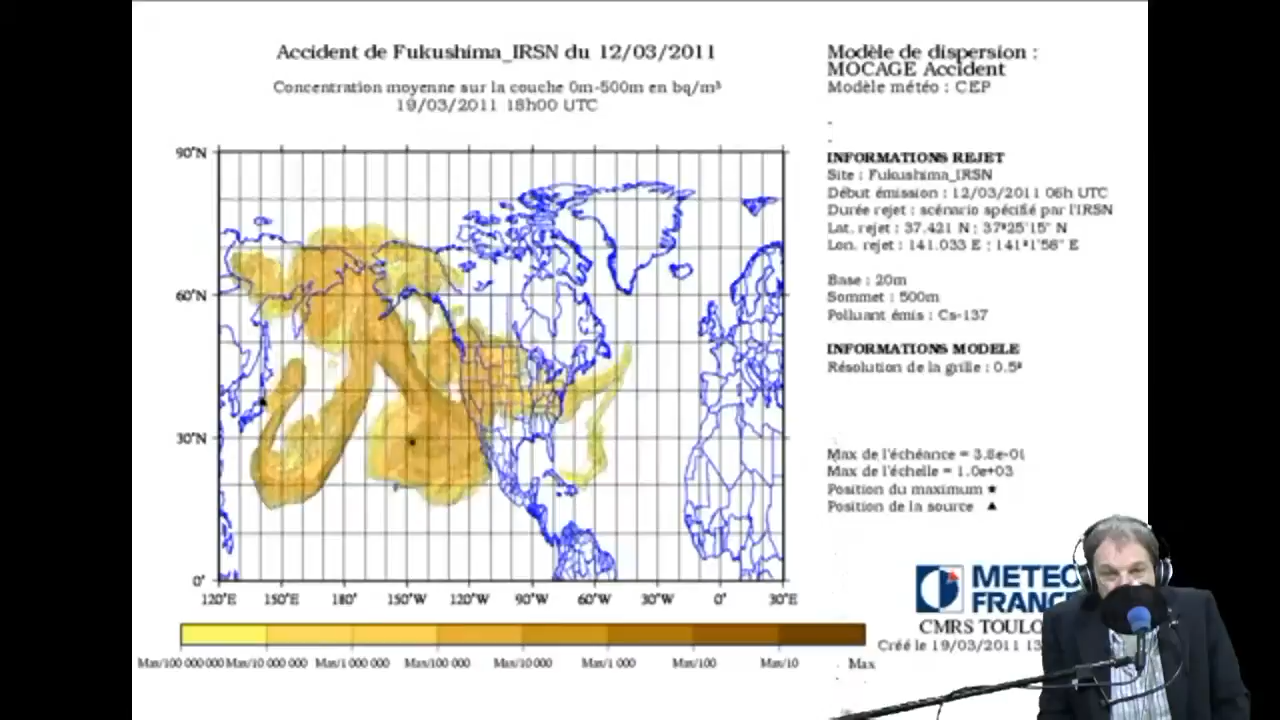 Accident de Fukushima_IRSN du 12/03/2011
Concentration moyenne sur la couche 0m-500m en bq/m³
19/03/2011 18h00 UTC
Modèle de dispersion :
MOCAGE Accident
Modèle météo : CEP
-
-
INFORMATIONS REJET
Site : Fukushima_IRSN
Début émission : 12/03/2011 06h UTC
Durée rejet : scénario spécifié par l'IRSN
Lat. rejet : 37.421 N ; 37°25'15" N
Lon. rejet : 141.033 E ; 141°1'58" E
Base : 20m
Sommet : 500m
Polluant émis : Cs-137
INFORMATIONS MODELE
Résolution de la grille : 0.5°
Max de l'échéance = 3.8e-01
Max de l'échelle = 1.0e+03
Position du maximum ★
Position de la source ▲
90°N
60°N
30°N
0°
120°E 150°E 180° 150°W 120°W 90°W 60°W 30°W 0° 30°E
Max/100 000 000 Max/10 000 000 Max/1 000 000 Max/100 000 Max/10 000 Max/1 000 Max/100 Max/10 Max
METEO
FRANCE
CMRS TOULO
Créé le 19/03/2011 13